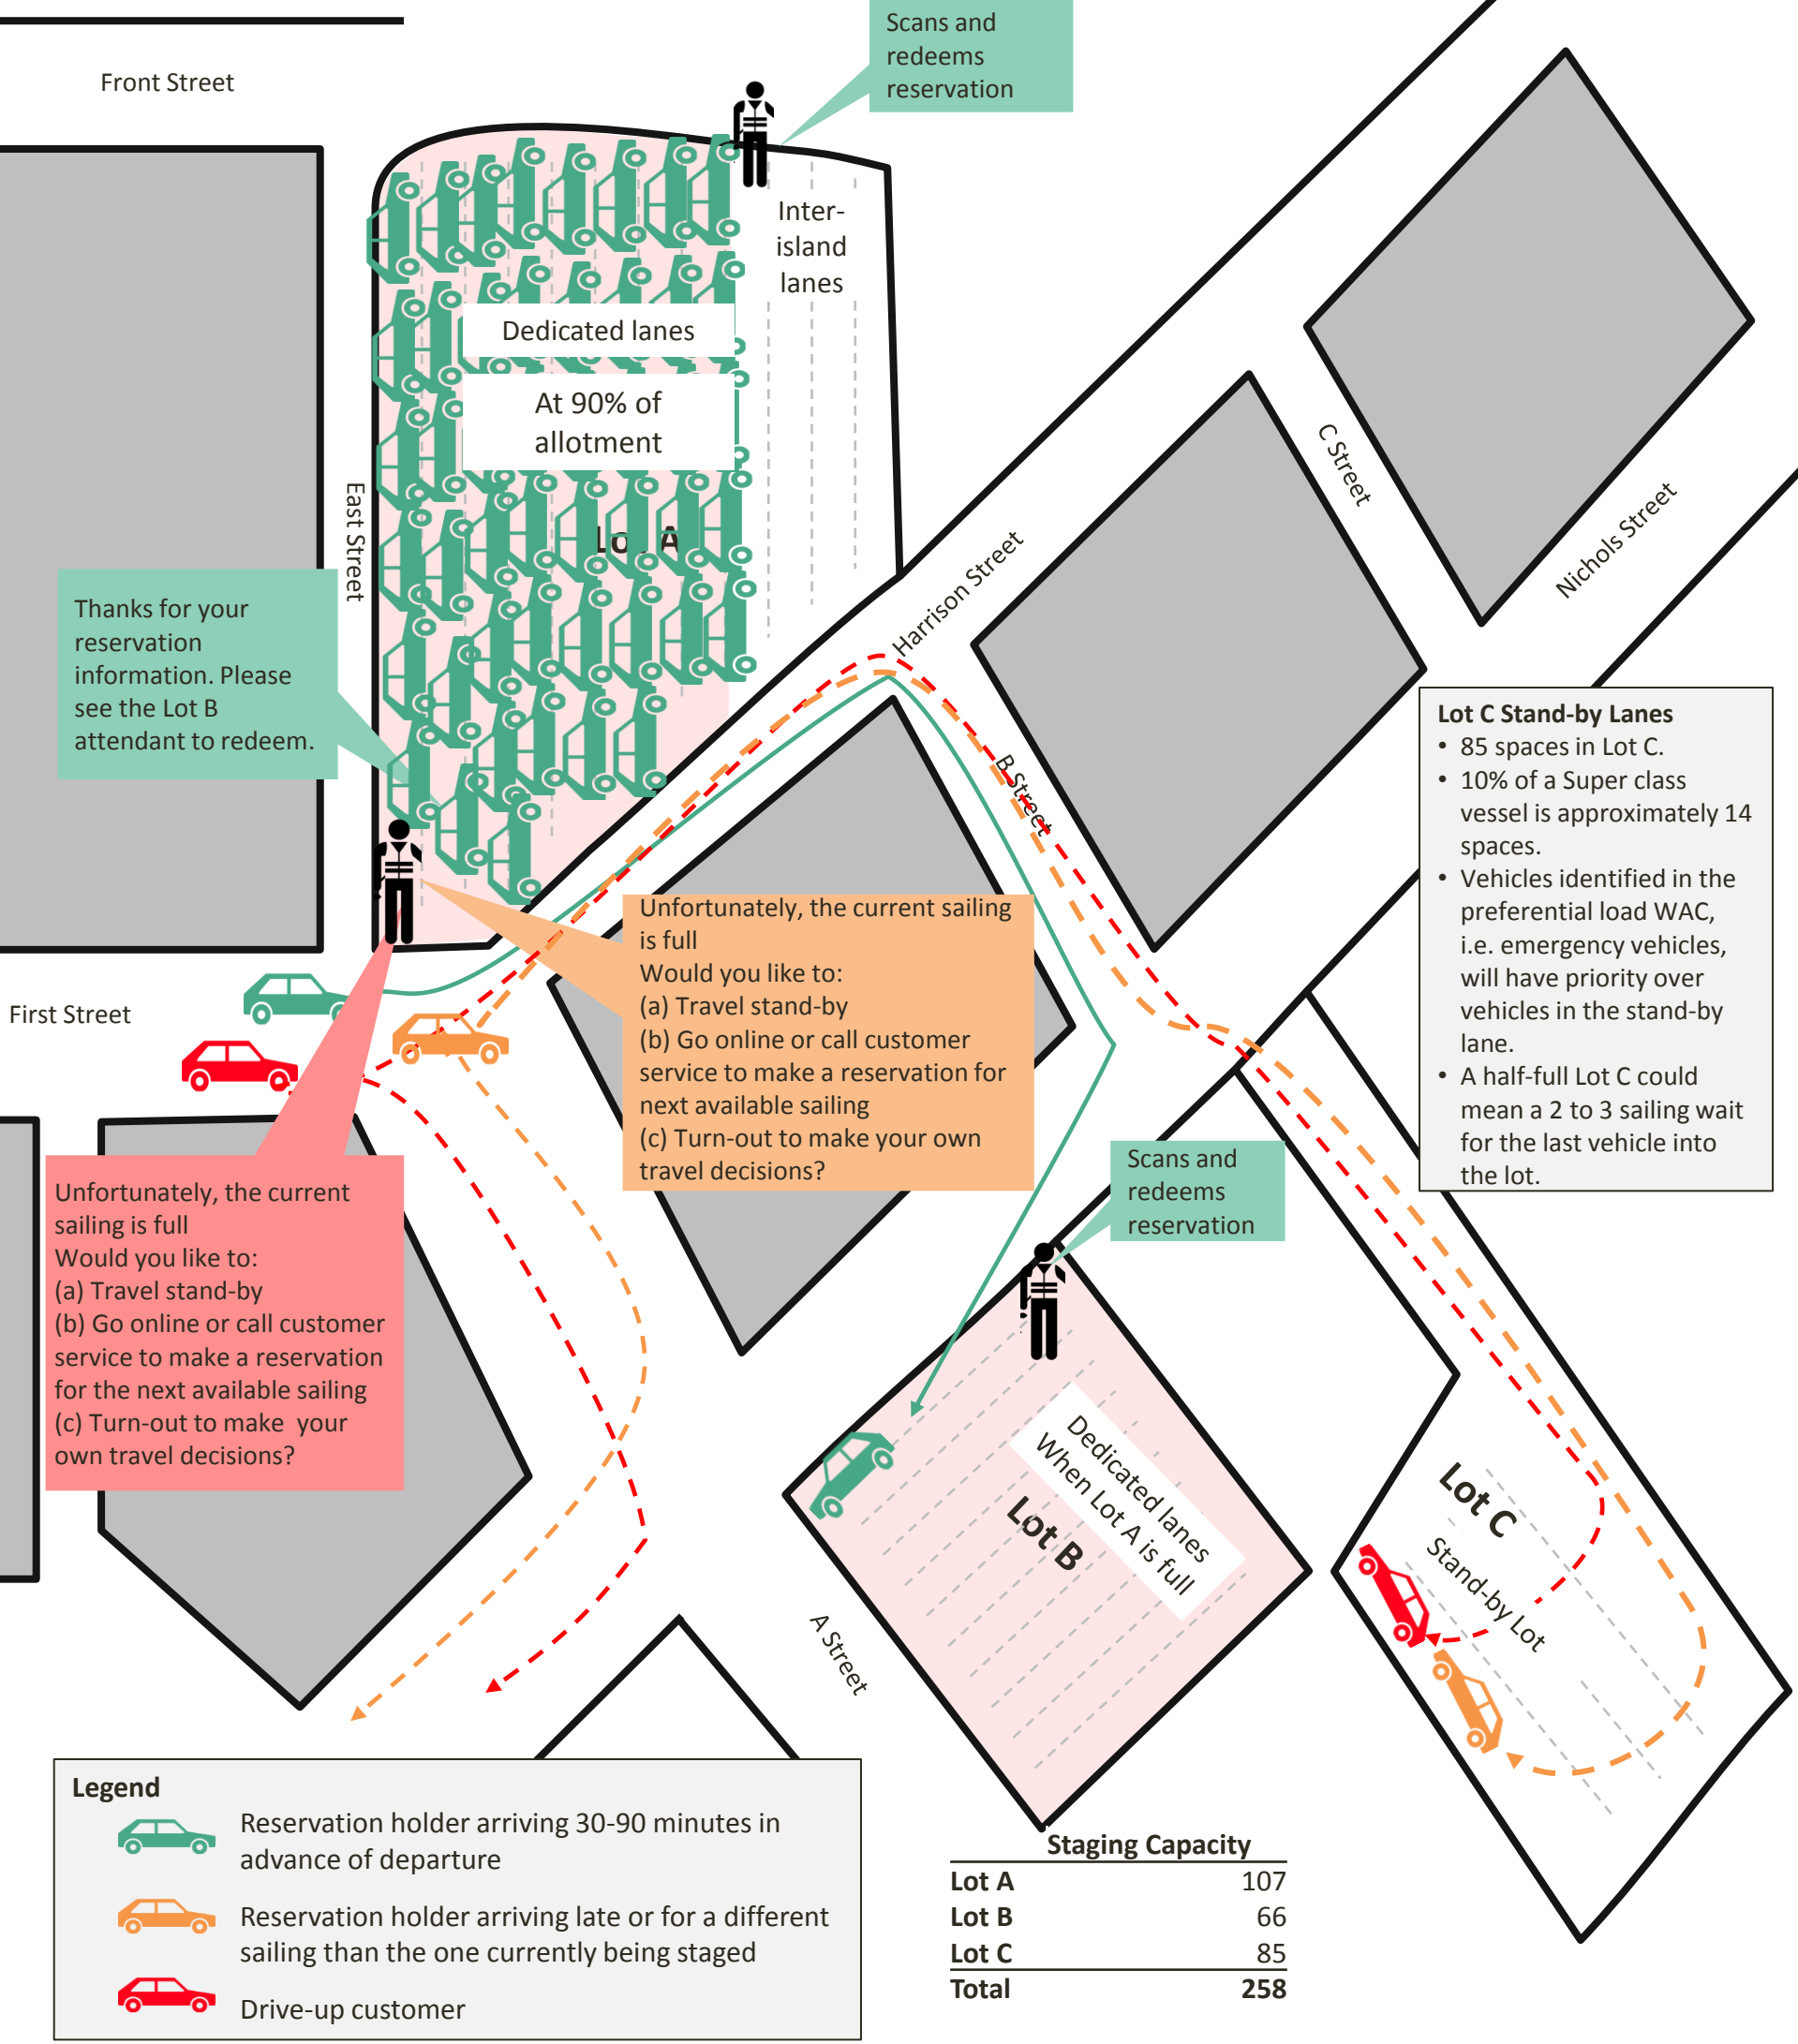 Scans and
redeems
reservation
Front Street
Inter-
island
lanes
Dedicated lanes
At 90% of
allotment
C Street
East Street
Lot A
Nichols Street
Harrison Street
Thanks for your
reservation
information. Please
see the Lot B
attendant to redeem.
B Street
Lot C Stand-by Lanes
• 85 spaces in Lot C.
• 10% of a Super class
vessel is approximately 14
spaces.
• Vehicles identified in the
preferential load WAC,
i.e. emergency vehicles,
will have priority over
vehicles in the stand-by
lane.
• A half-full Lot C could
mean a 2 to 3 sailing wait
for the last vehicle into
the lot.
Unfortunately, the current sailing
is full
Would you like to:
(a) Travel stand-by
(b) Go online or call customer
service to make a reservation for
next available sailing
(c) Turn-out to make your own
travel decisions?
First Street
Scans and
redeems
reservation
Unfortunately, the current
sailing is full
Would you like to:
(a) Travel stand-by
(b) Go online or call customer
service to make a reservation
for the next available sailing
(c) Turn-out to make your
own travel decisions?
Dedicated lanes
When Lot A is full
Lot B
Lot C
Stand-by Lot
A Street
Legend
Reservation holder arriving 30-90 minutes in
advance of departure
Reservation holder arriving late or for a different
sailing than the one currently being staged
Drive-up customer
Staging Capacity
Lot A 107
Lot B 66
Lot C 85
Total 258